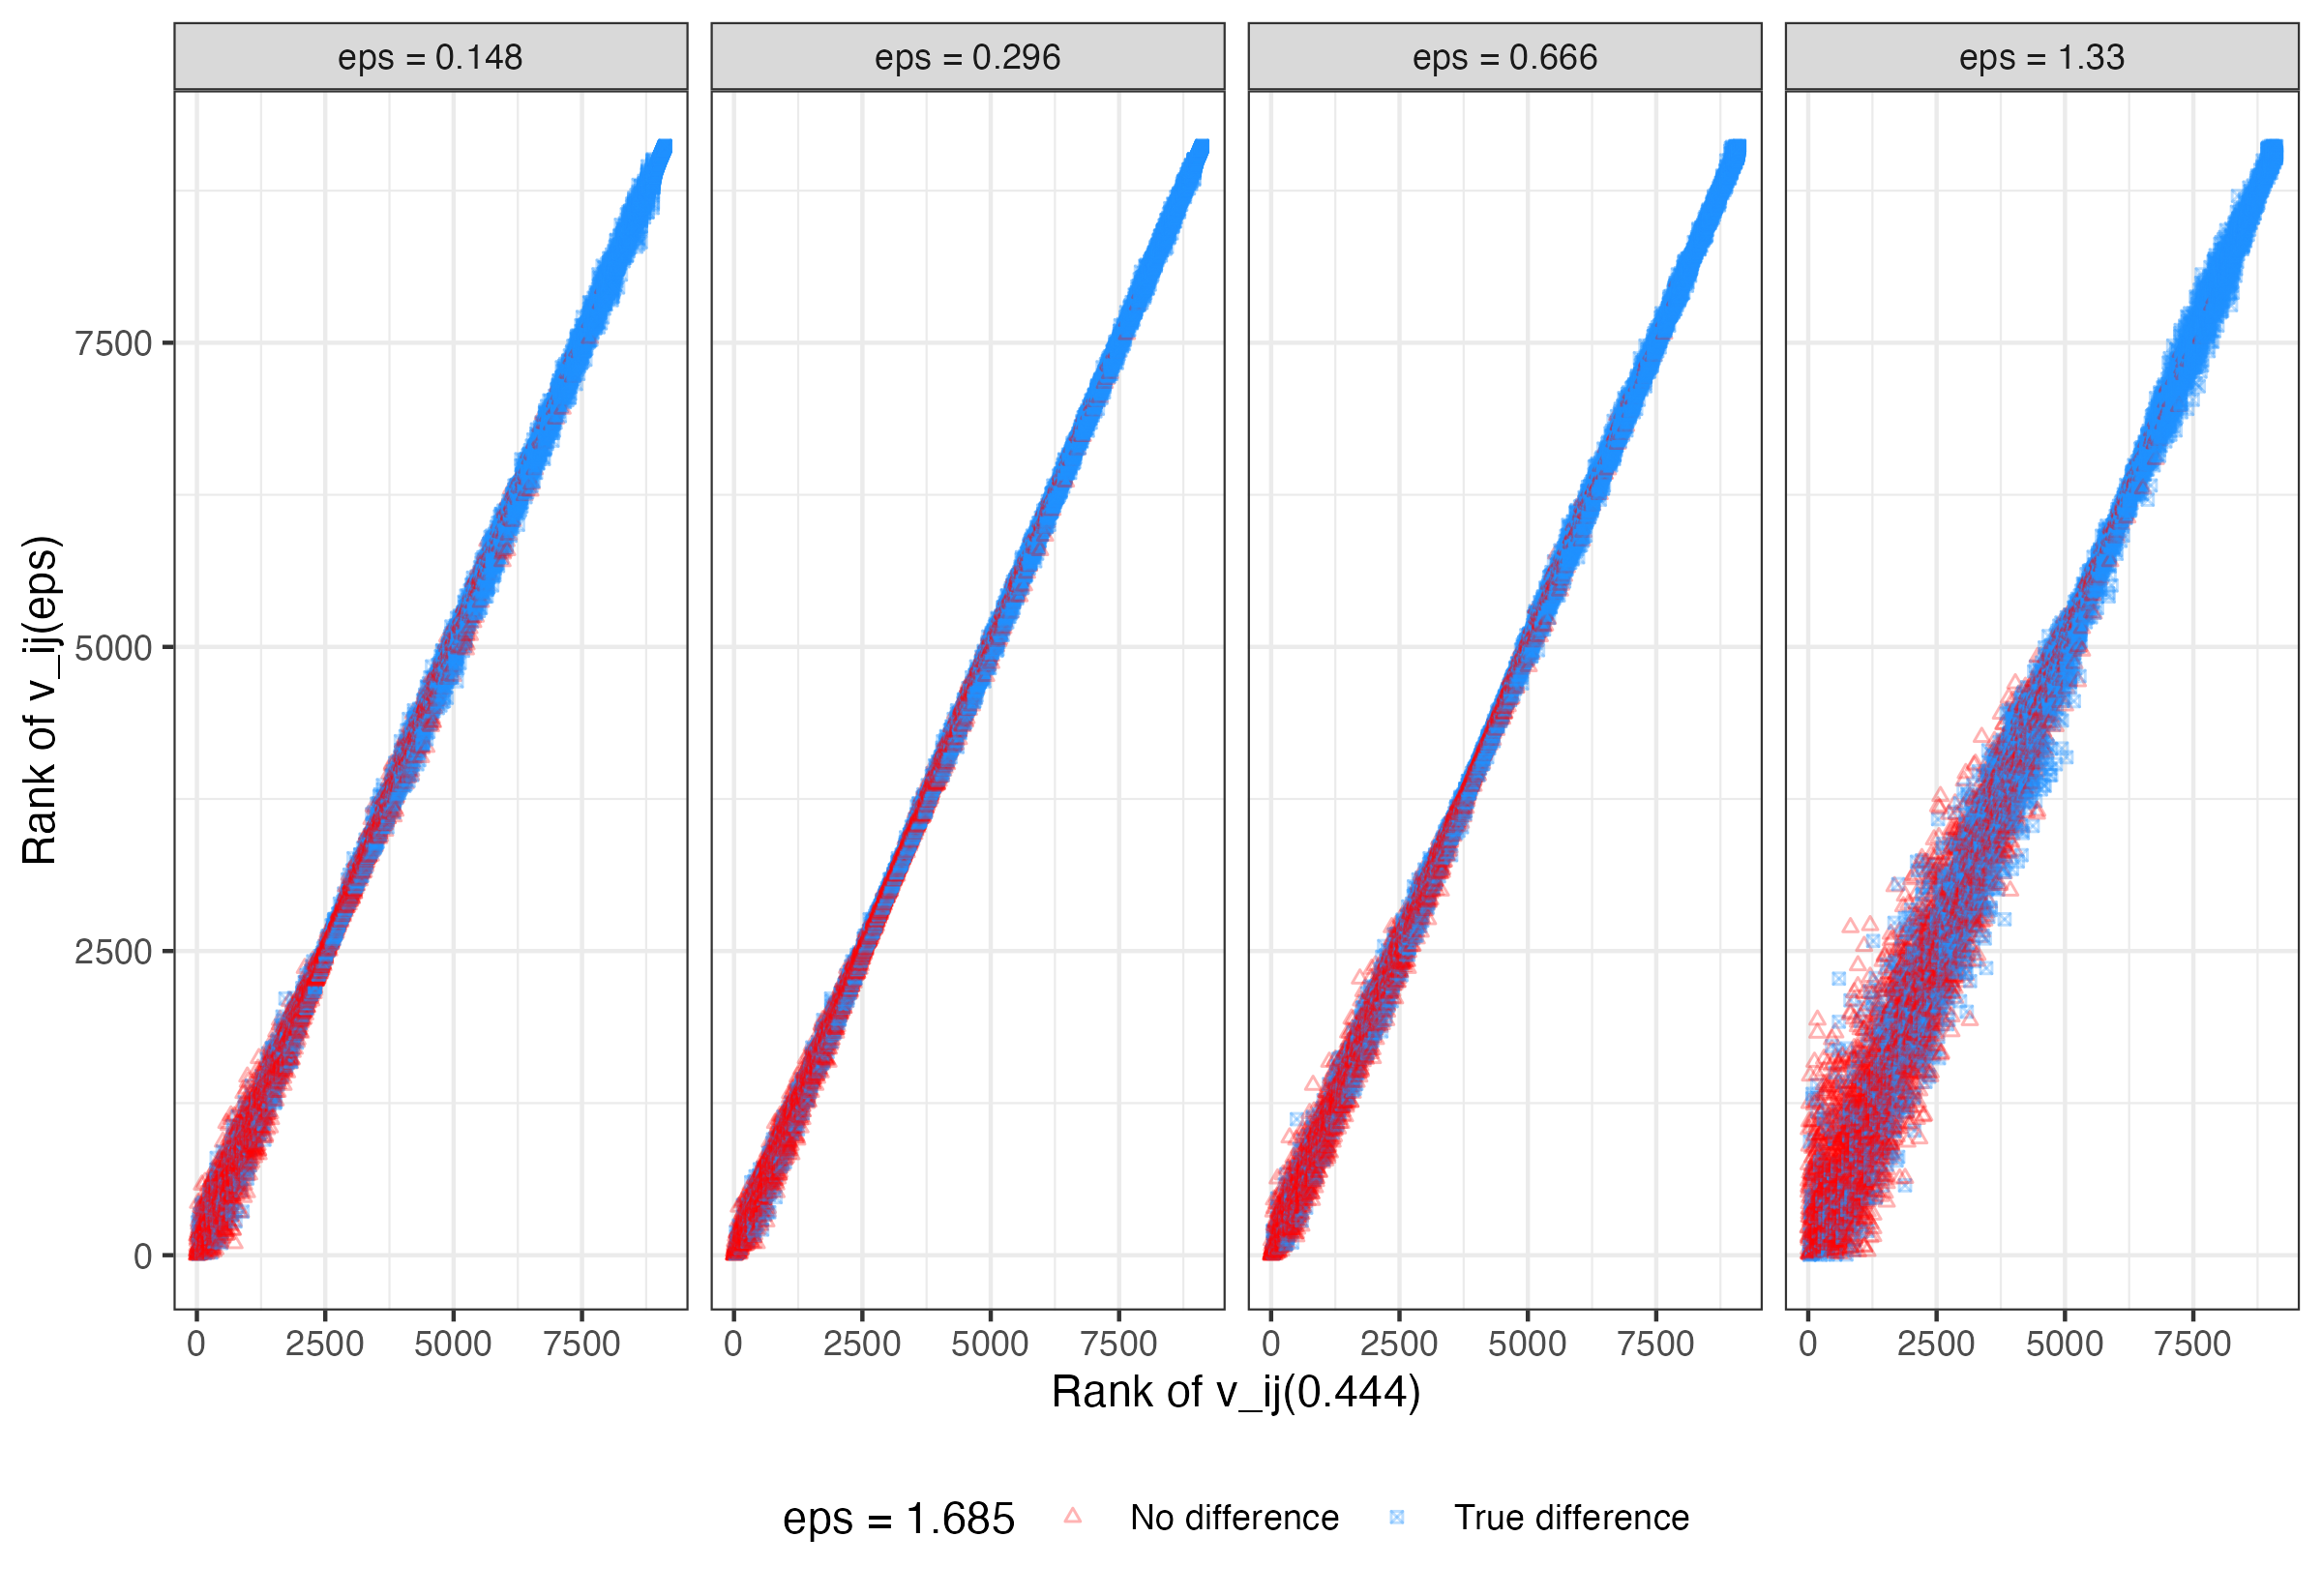 eps = 0.148 eps = 0.296 eps = 0.666 eps = 1.33
Rank of v_ij(eps)
7500
5000
2500
0
0 2500 5000 7500 0 2500 5000 7500 0 2500 5000 7500 0 2500 5000 7500
Rank of v_ij(0.444)
eps = 1.685 No difference True difference